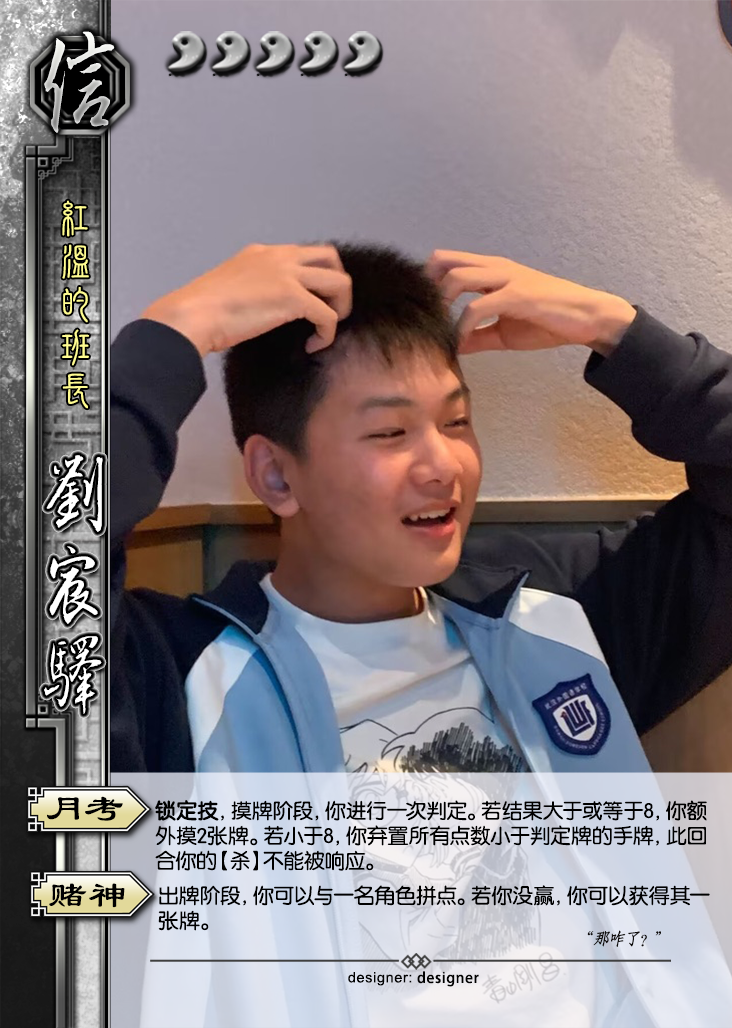 信
紅溫的班長
劉宸驛
月考
锁定技，摸牌阶段，你进行一次判定。若结果大于或等于8，你额
外摸2张牌。若小于8，你弃置所有点数小于判定牌的手牌，此回
合你的【杀】不能被响应。
赌神
出牌阶段，你可以与一名角色拼点。若你没赢，你可以获得其一
张牌。
“那咋了？”
designer: designer